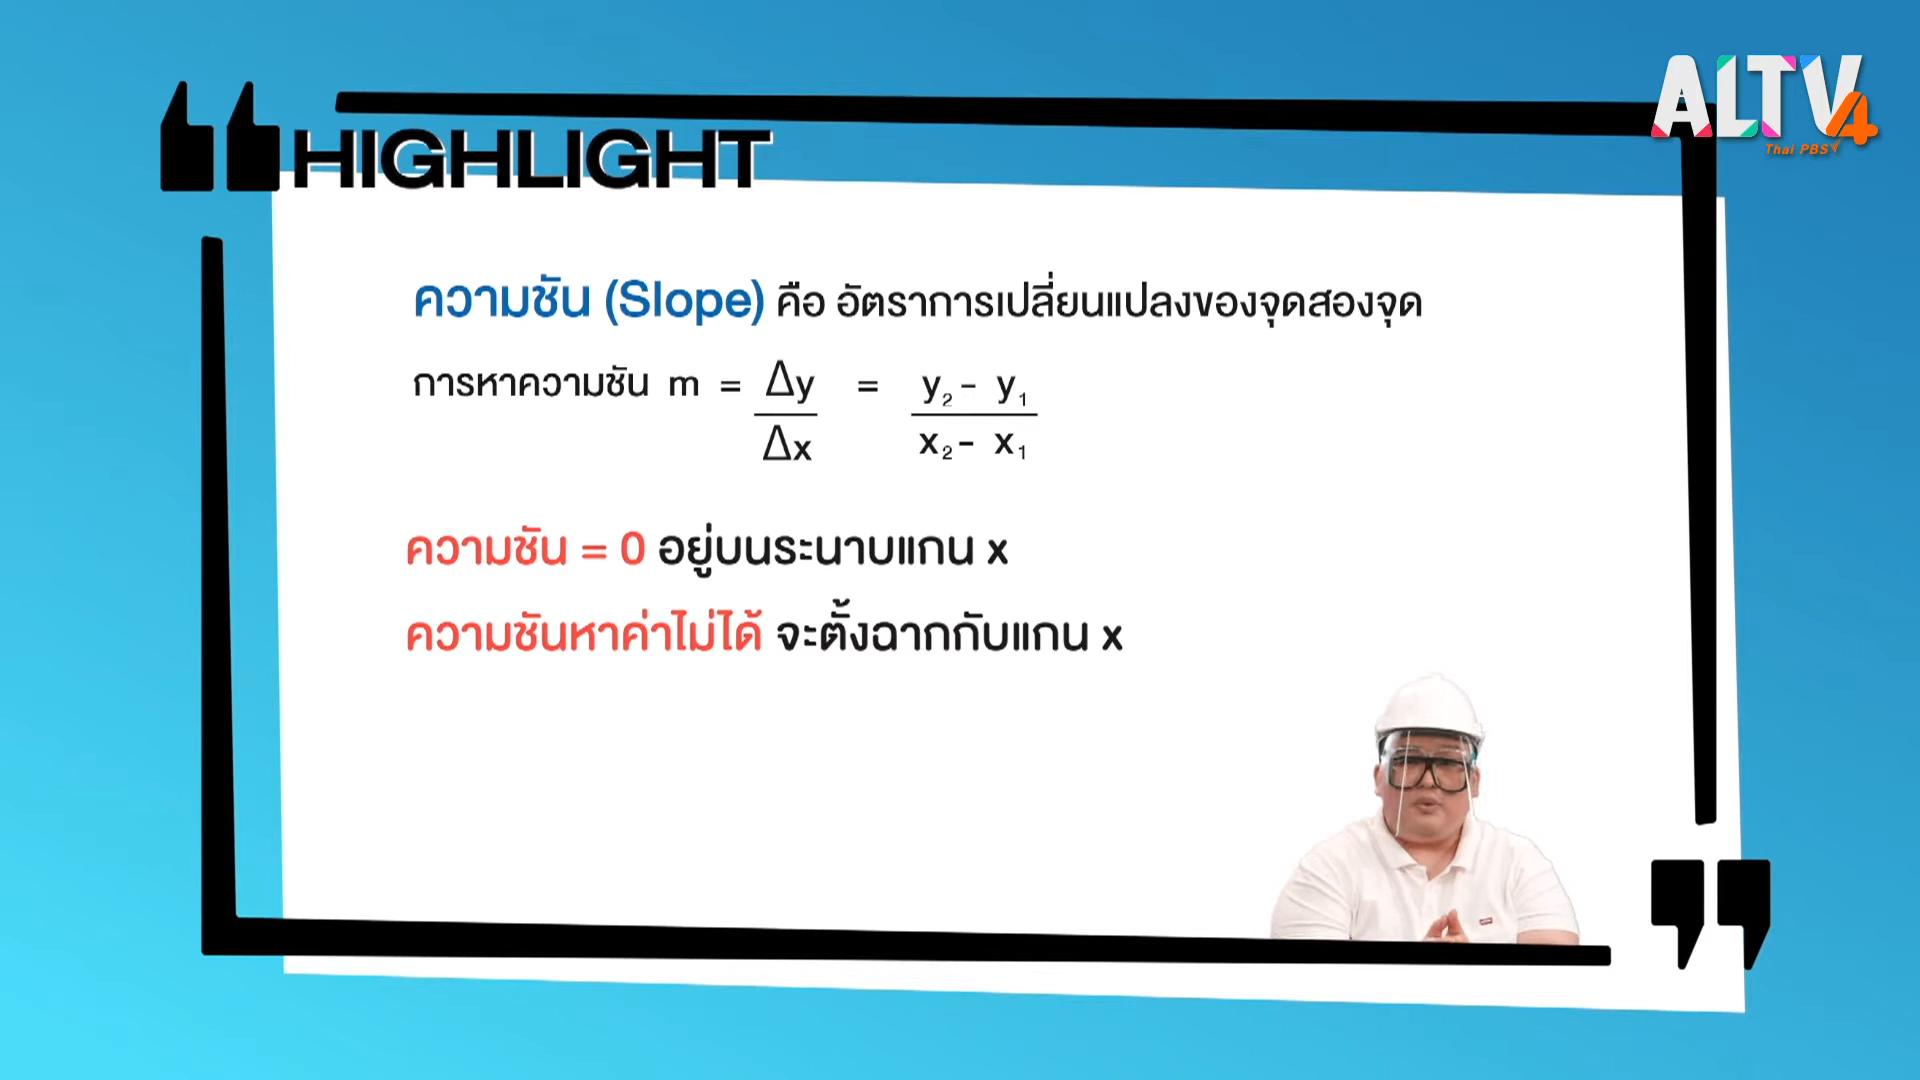 ALTV4
Thai PBS
HIGHLIGHT
ความชัน (Slope) คือ อัตราการเปลี่ยนแปลงของจุดสองจุด
การหาความชัน m = Δy/Δx = y₂ - y₁/x₂ - x₁
ความชัน = 0 อยู่บนระนาบแกน x
ความชันหาค่าไม่ได้ จะตั้งฉากกับแกน x